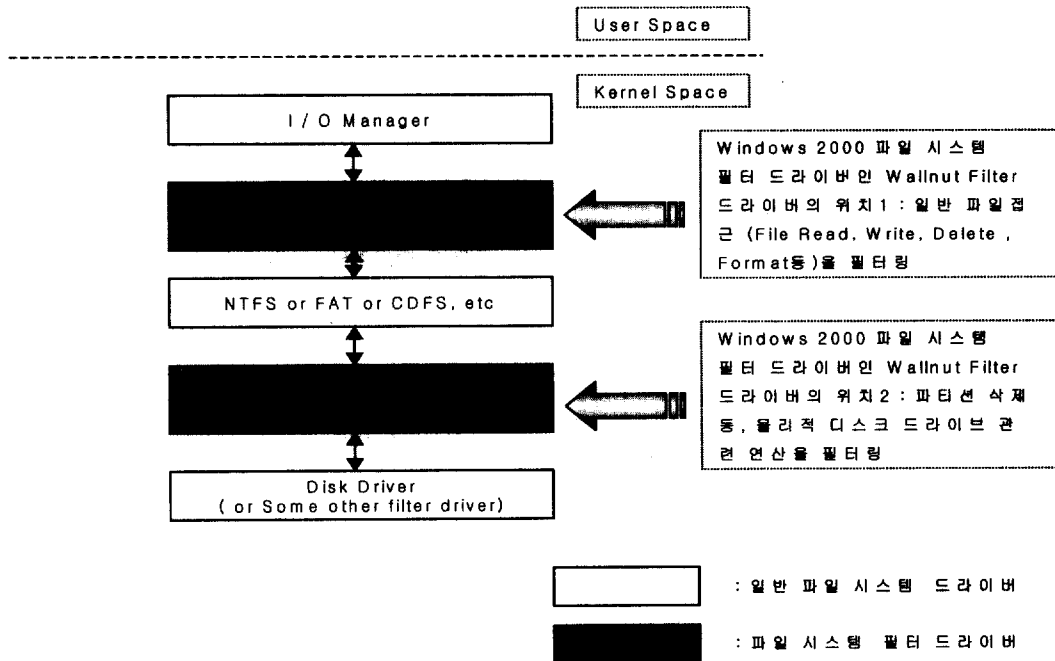 User Space
Kernel Space
I / O Manager
Windows 2000 파일 시스템
필터 드라이버인 Wallnut Filter
드라이버의 위치1 : 일반 파일접
근 (File Read, Write, Delete ,
Format등)을 필터링
NTFS or FAT or CDFS, etc
Windows 2000 파일 시스템
필터 드라이버인 Wallnut Filter
드라이버의 위치2 : 파티션 삭제
등, 물리적 디스크 드라이브 관
련 연산을 필터링
Disk Driver
( or Some other filter driver)
: 일반 파일 시스템 드라이버
: 파일 시스템 필터 드라이버